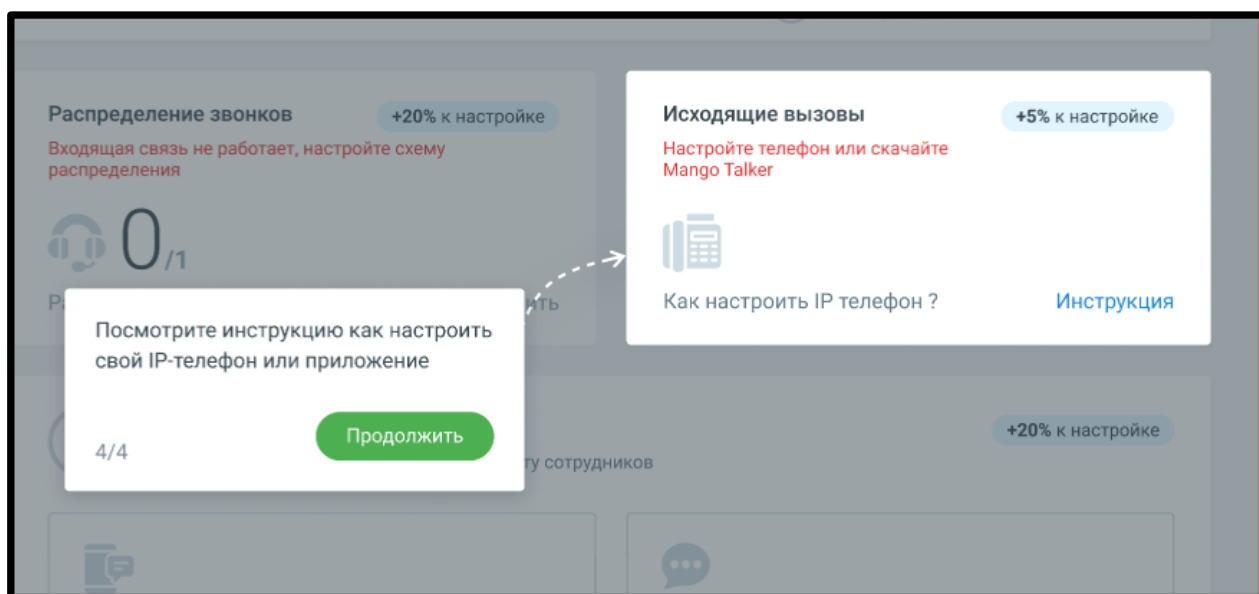 Распределение звонков
+20% к настройке
Входящая связь не работает, настройте схему
распределения
0/1
Исходящие вызовы
+5% к настройке
Настройте телефон или скачайте
Mango Talker
Как настроить IP телефон ?
Инструкция
Посмотрите инструкцию как настроить
свой IP-телефон или приложение
4/4
Продолжить
+20% к настройке
сотрудников